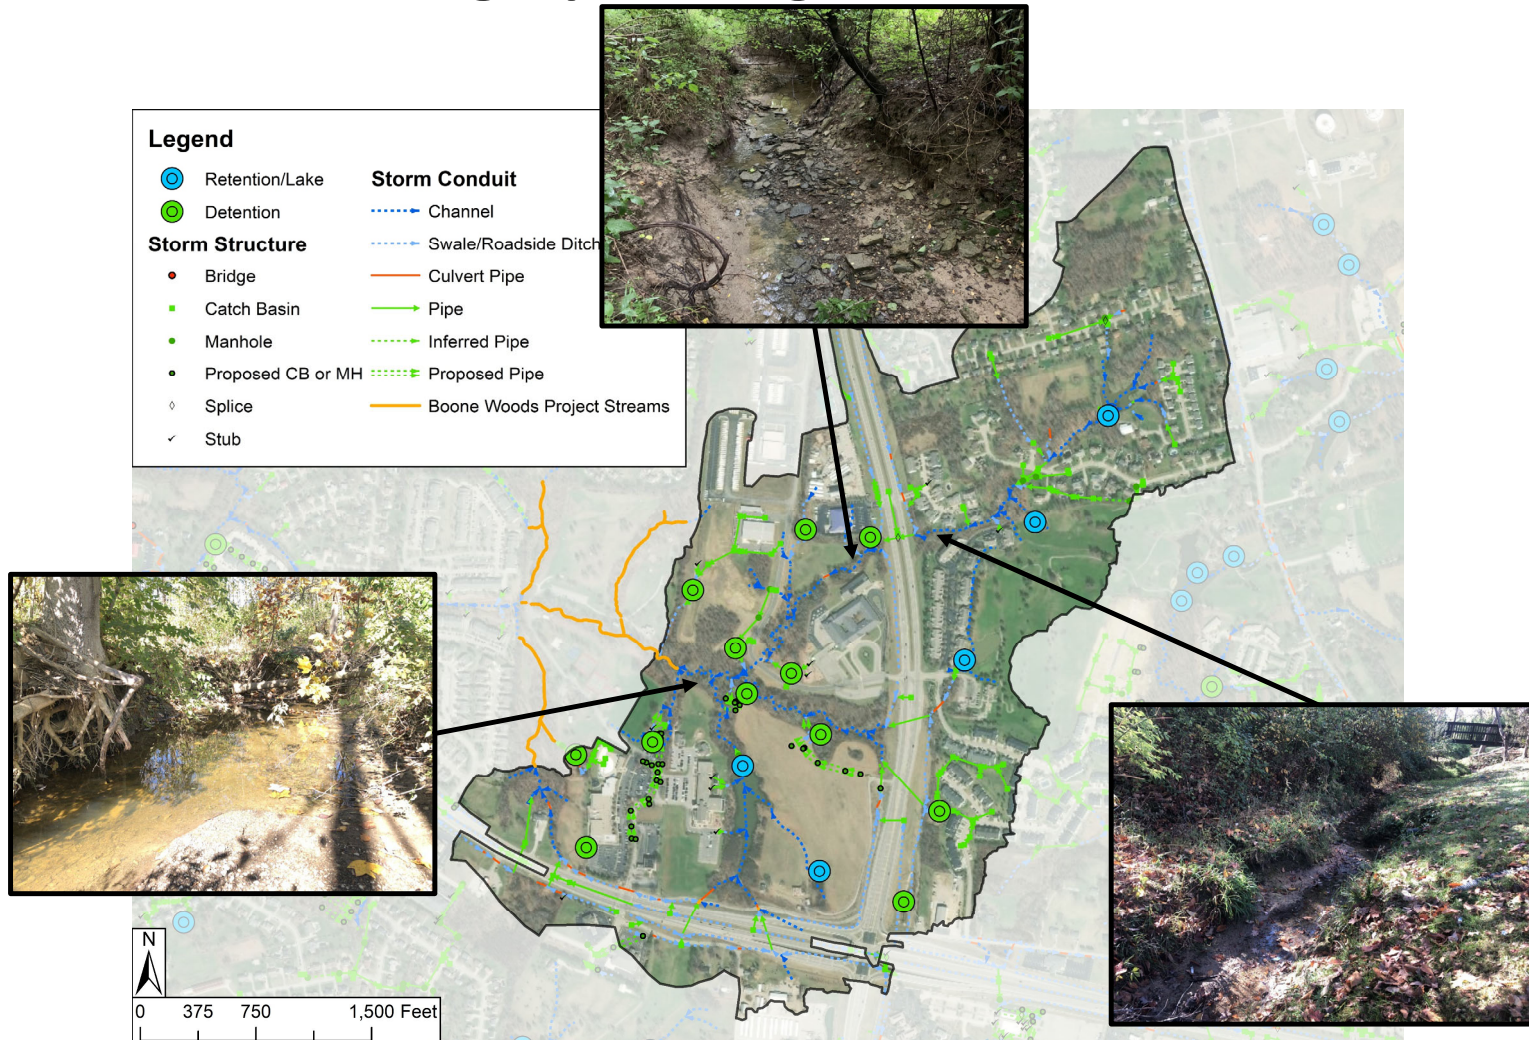 Legend
Retention/Lake
Detention
Storm Structure
Bridge
Catch Basin
Manhole
Proposed CB or MH
Splice
Stub
Storm Conduit
Channel
Swale/Roadside Ditch
Culvert Pipe
Pipe
Inferred Pipe
Proposed Pipe
Boone Woods Project Streams
N
0 375 750 1,500 Feet